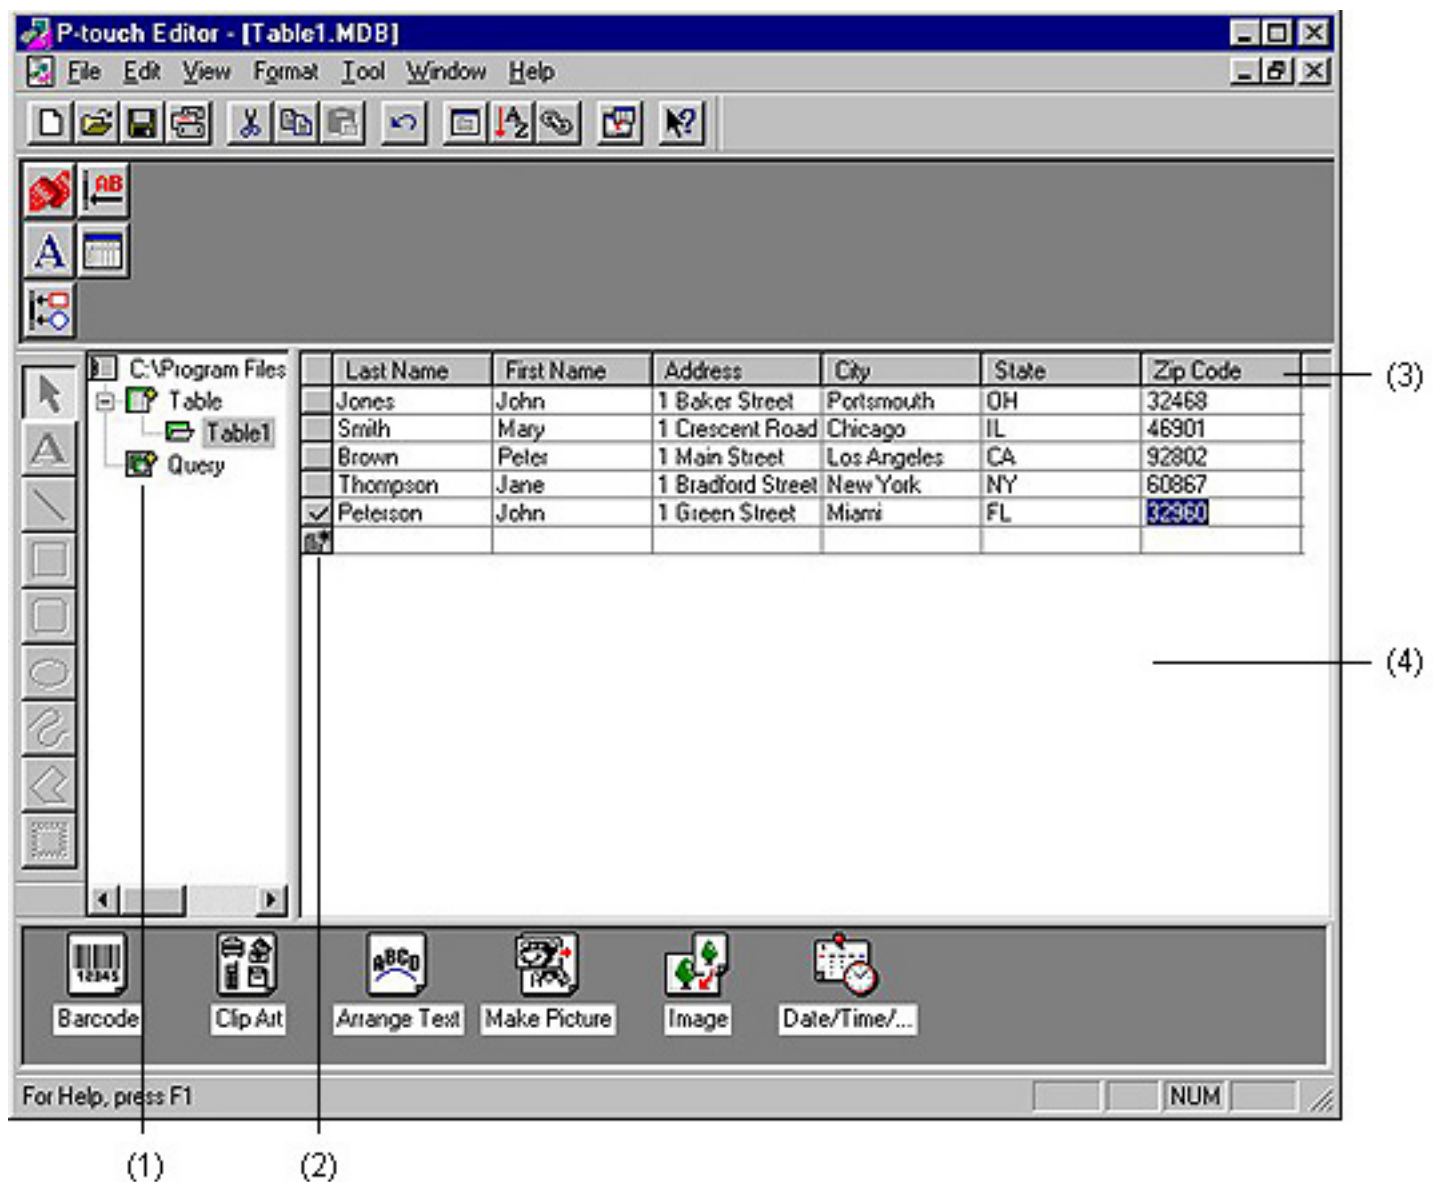 P-touch Editor - [Table1.MDB]
File Edit View Format Tool Window Help
AB
A
C:\Program Files
Table
Table1
Query
Last Name First Name Address City State Zip Code
Jones John 1 Baker Street Portsmouth OH 32468
Smith Mary 1 Crescent Road Chicago IL 46901
Brown Peter 1 Main Street Los Angeles CA 92802
Thompson Jane 1 Bradford Street New York NY 60867
Peterson John 1 Green Street Miami FL 32960
(3)
(4)
12345
ABCD
Barcode Clip Art Arrange Text Make Picture Image Date/Time/...
For Help, press F1 NUM
(1) (2)